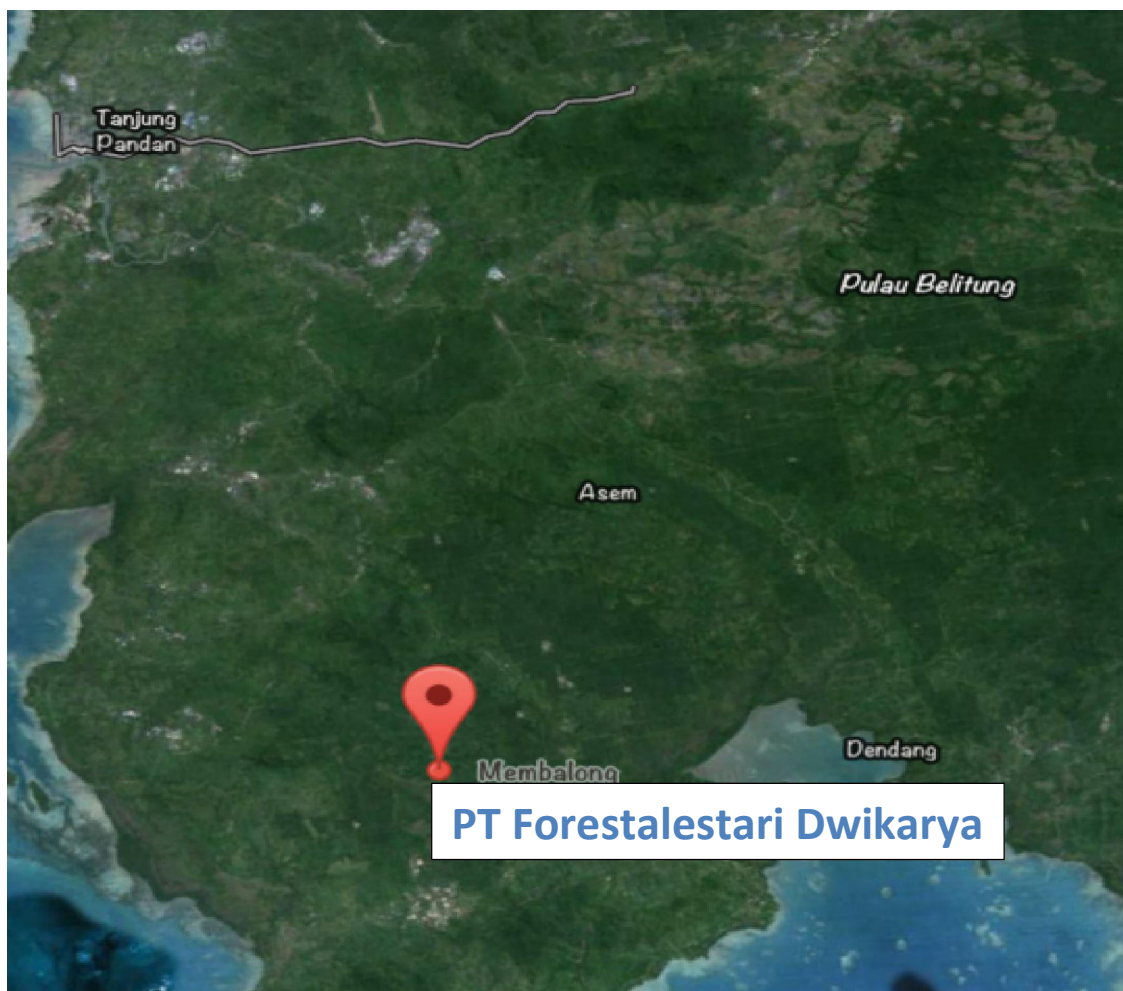 Tanjung
Pandan
Pulau Belitung
Asem
Dendang
Membalong
PT Forestalestari Dwikarya